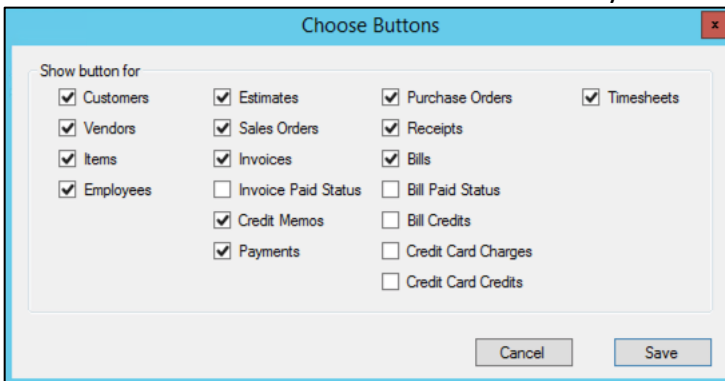 Choose Buttons
x
Show button for
Customers
Estimates
Purchase Orders
Timesheets
Vendors
Sales Orders
Receipts
Items
Invoices
Bills
Employees
Invoice Paid Status
Bill Paid Status
Credit Memos
Bill Credits
Payments
Credit Card Charges
Credit Card Credits
Cancel
Save